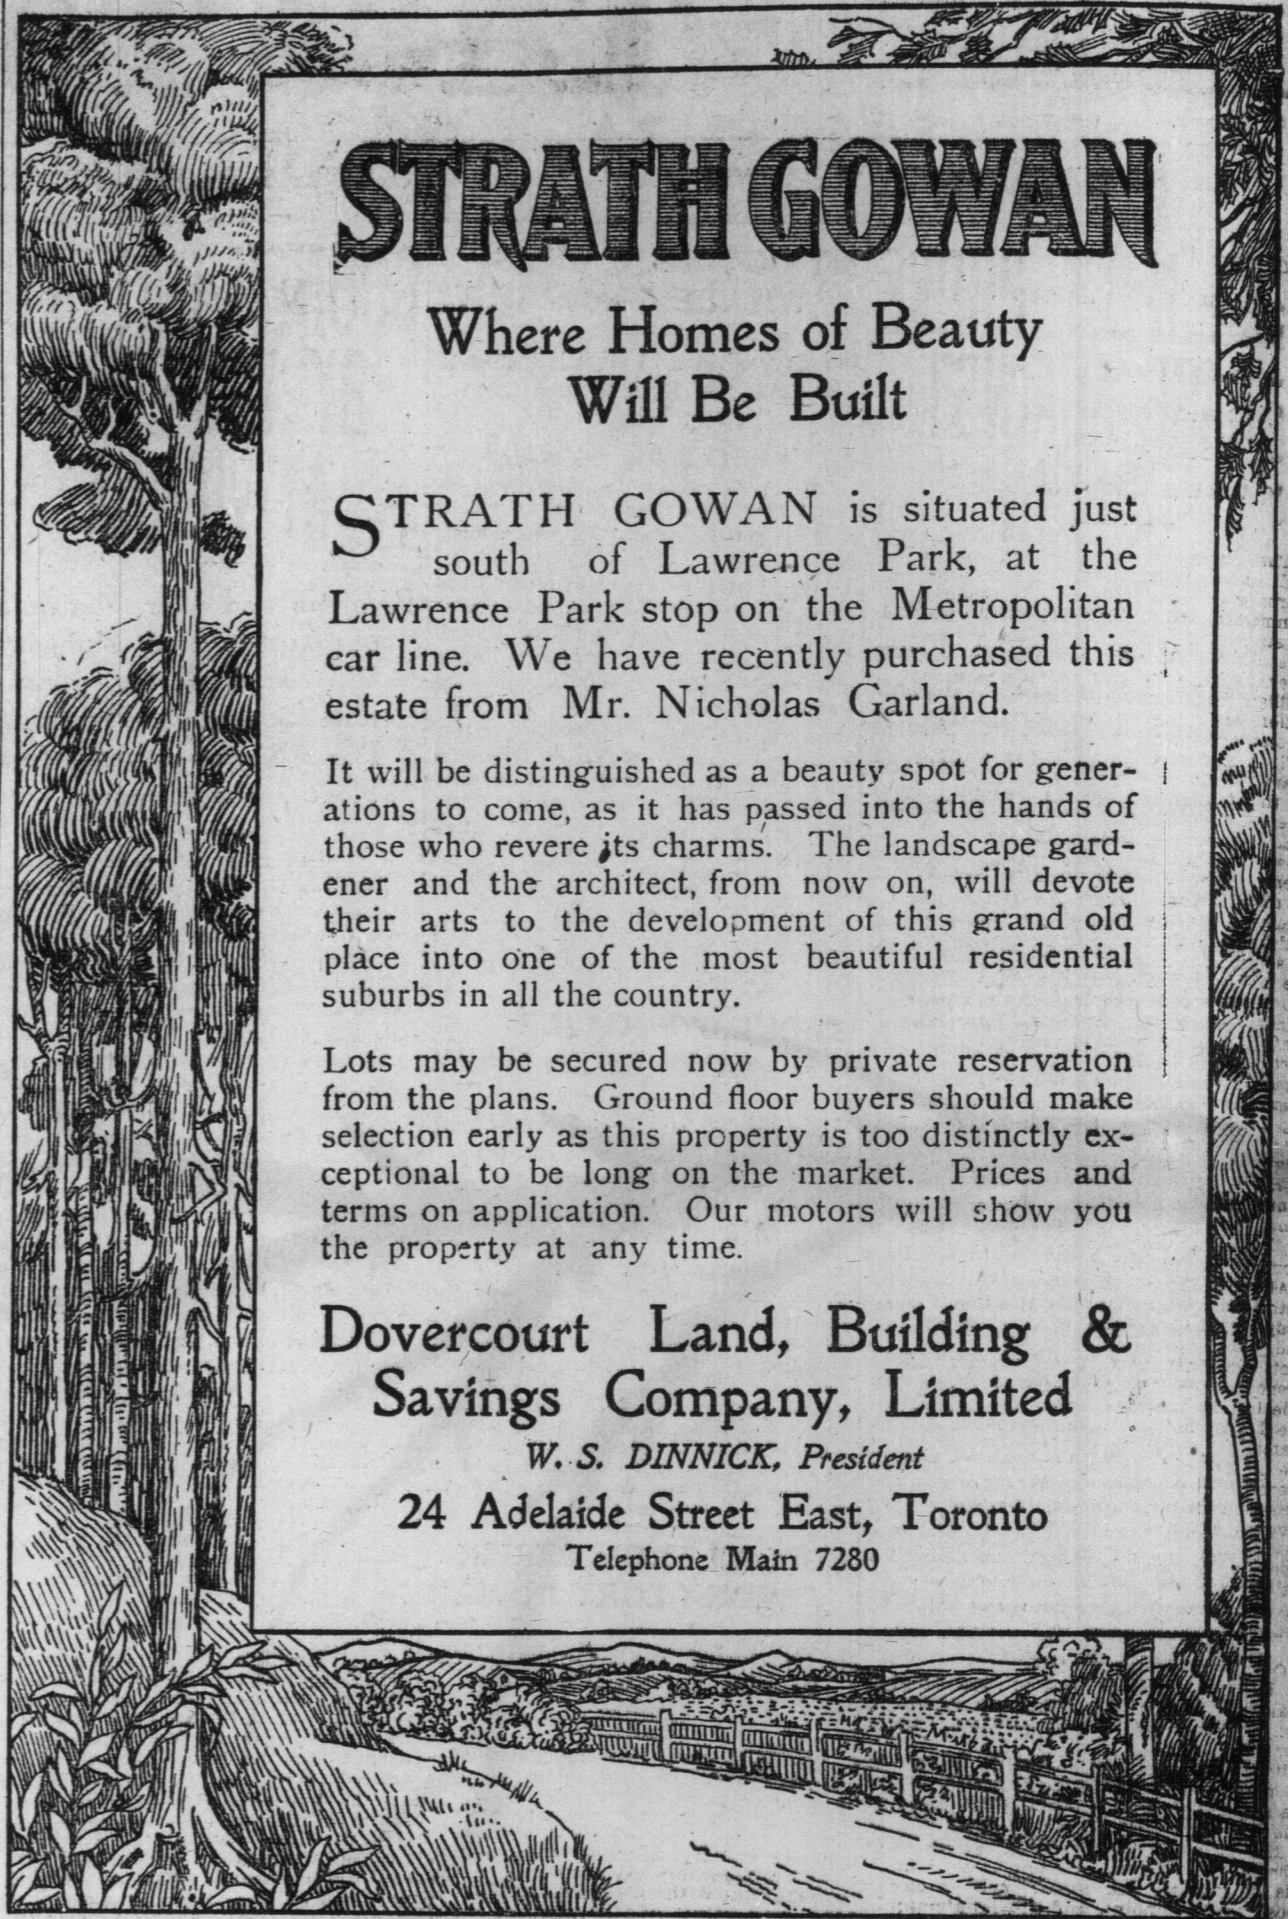 STRATH GOWAN
Where Homes of Beauty
Will Be Built
STRATH GOWAN is situated just
south of Lawrence Park, at the
Lawrence Park stop on the Metropolitan
car line. We have recently purchased this
estate from Mr. Nicholas Garland.
It will be distinguished as a beauty spot for gener-
ations to come, as it has passed into the hands of
those who revere its charms. The landscape gard-
ener and the architect, from now on, will devote
their arts to the development of this grand old
place into one of the most beautiful residential
suburbs in all the country.
Lots may be secured now by private reservation
from the plans. Ground floor buyers should make
selection early as this property is too distinctly ex-
ceptional to be long on the market. Prices and
terms on application. Our motors will show you
the property at any time.
Dovercourt Land, Building &
Savings Company, Limited
W. S. DINNICK, President
24 Adelaide Street East, Toronto
Telephone Main 7280